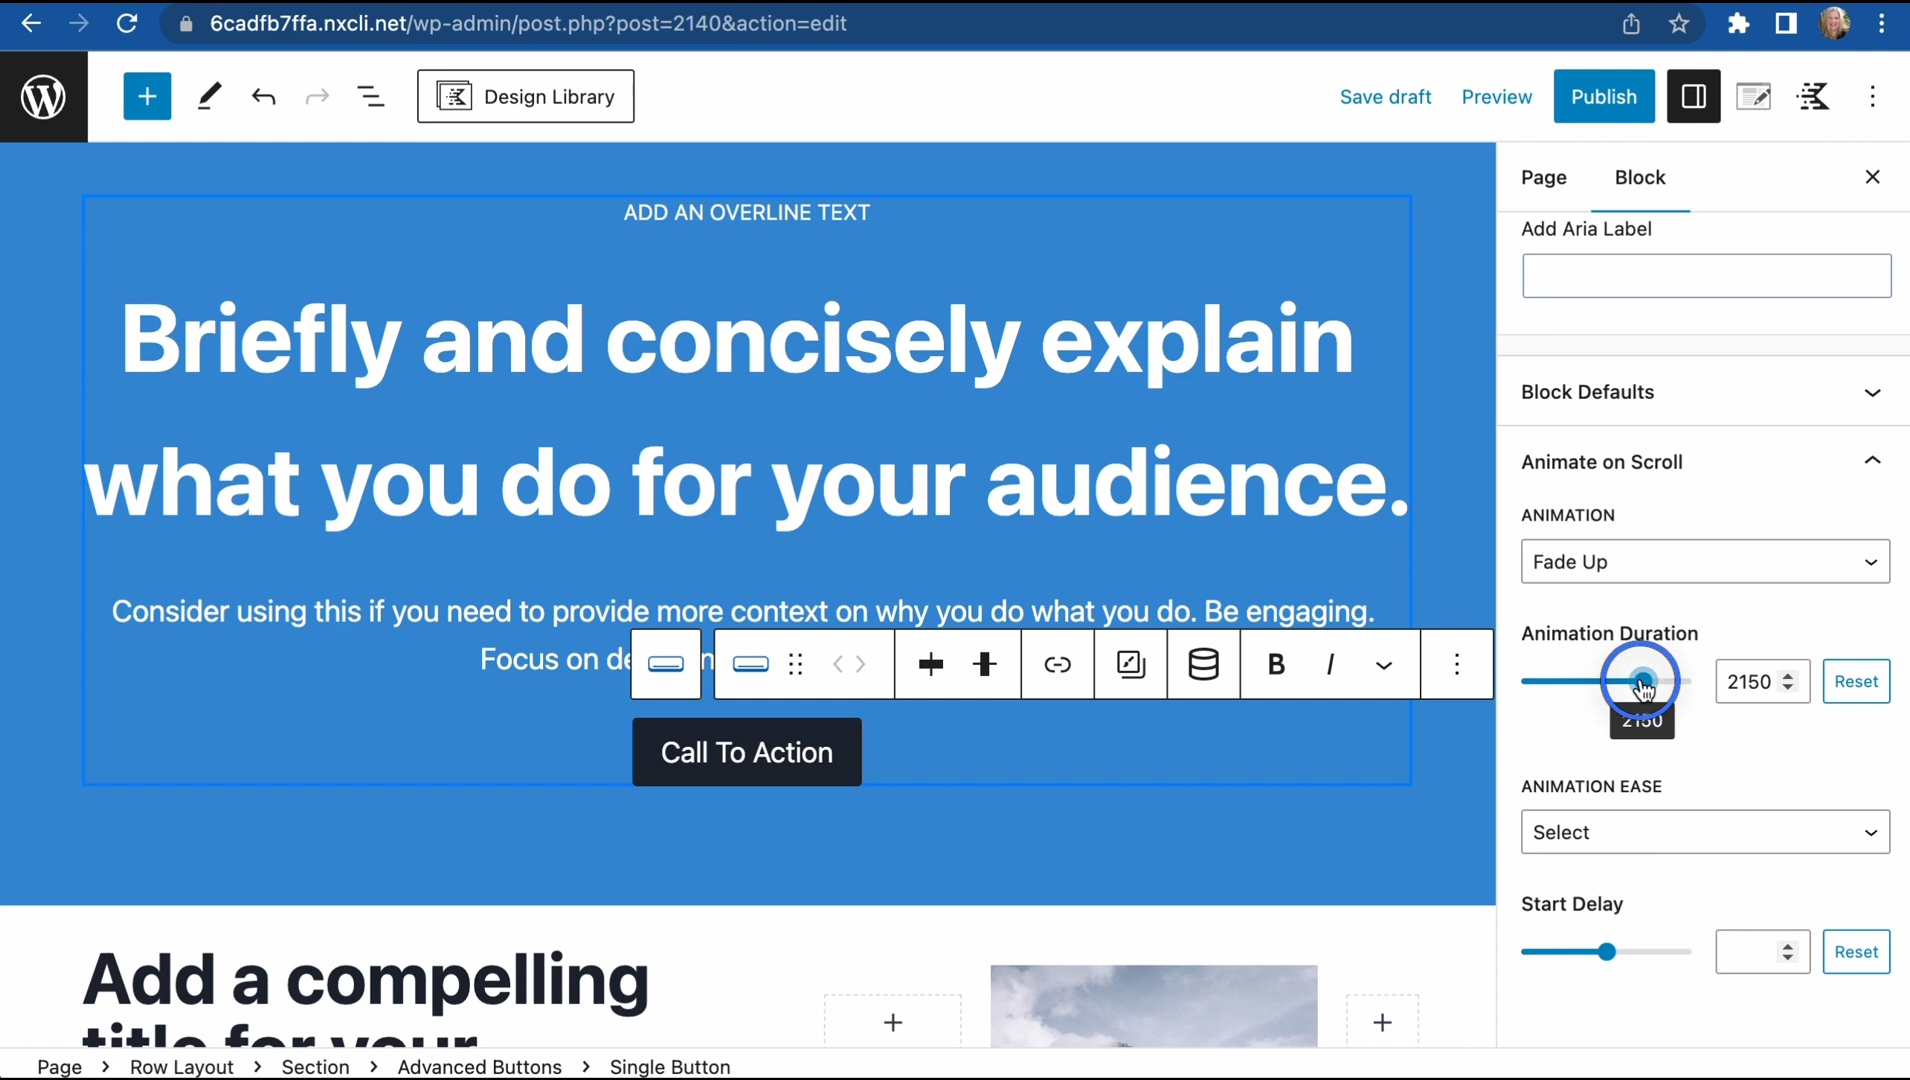 6cadfb7ffa.nxcli.net/wp-admin/post.php?post=2140&action=edit
Design Library
Save draft
Preview
Publish
Page
Block
Add Aria Label
Block Defaults
Animate on Scroll
ANIMATION
Fade Up
Animation Duration
2150
Reset
2150
ANIMATION EASE
Select
Start Delay
Reset
ADD AN OVERLINE TEXT
Briefly and concisely explain
what you do for your audience.
Consider using this if you need to provide more context on why you do what you do. Be engaging.
Focus on
B
I
Call To Action
Add a compelling
title for your
Page
Row Layout
Section
Advanced Buttons
Single Button